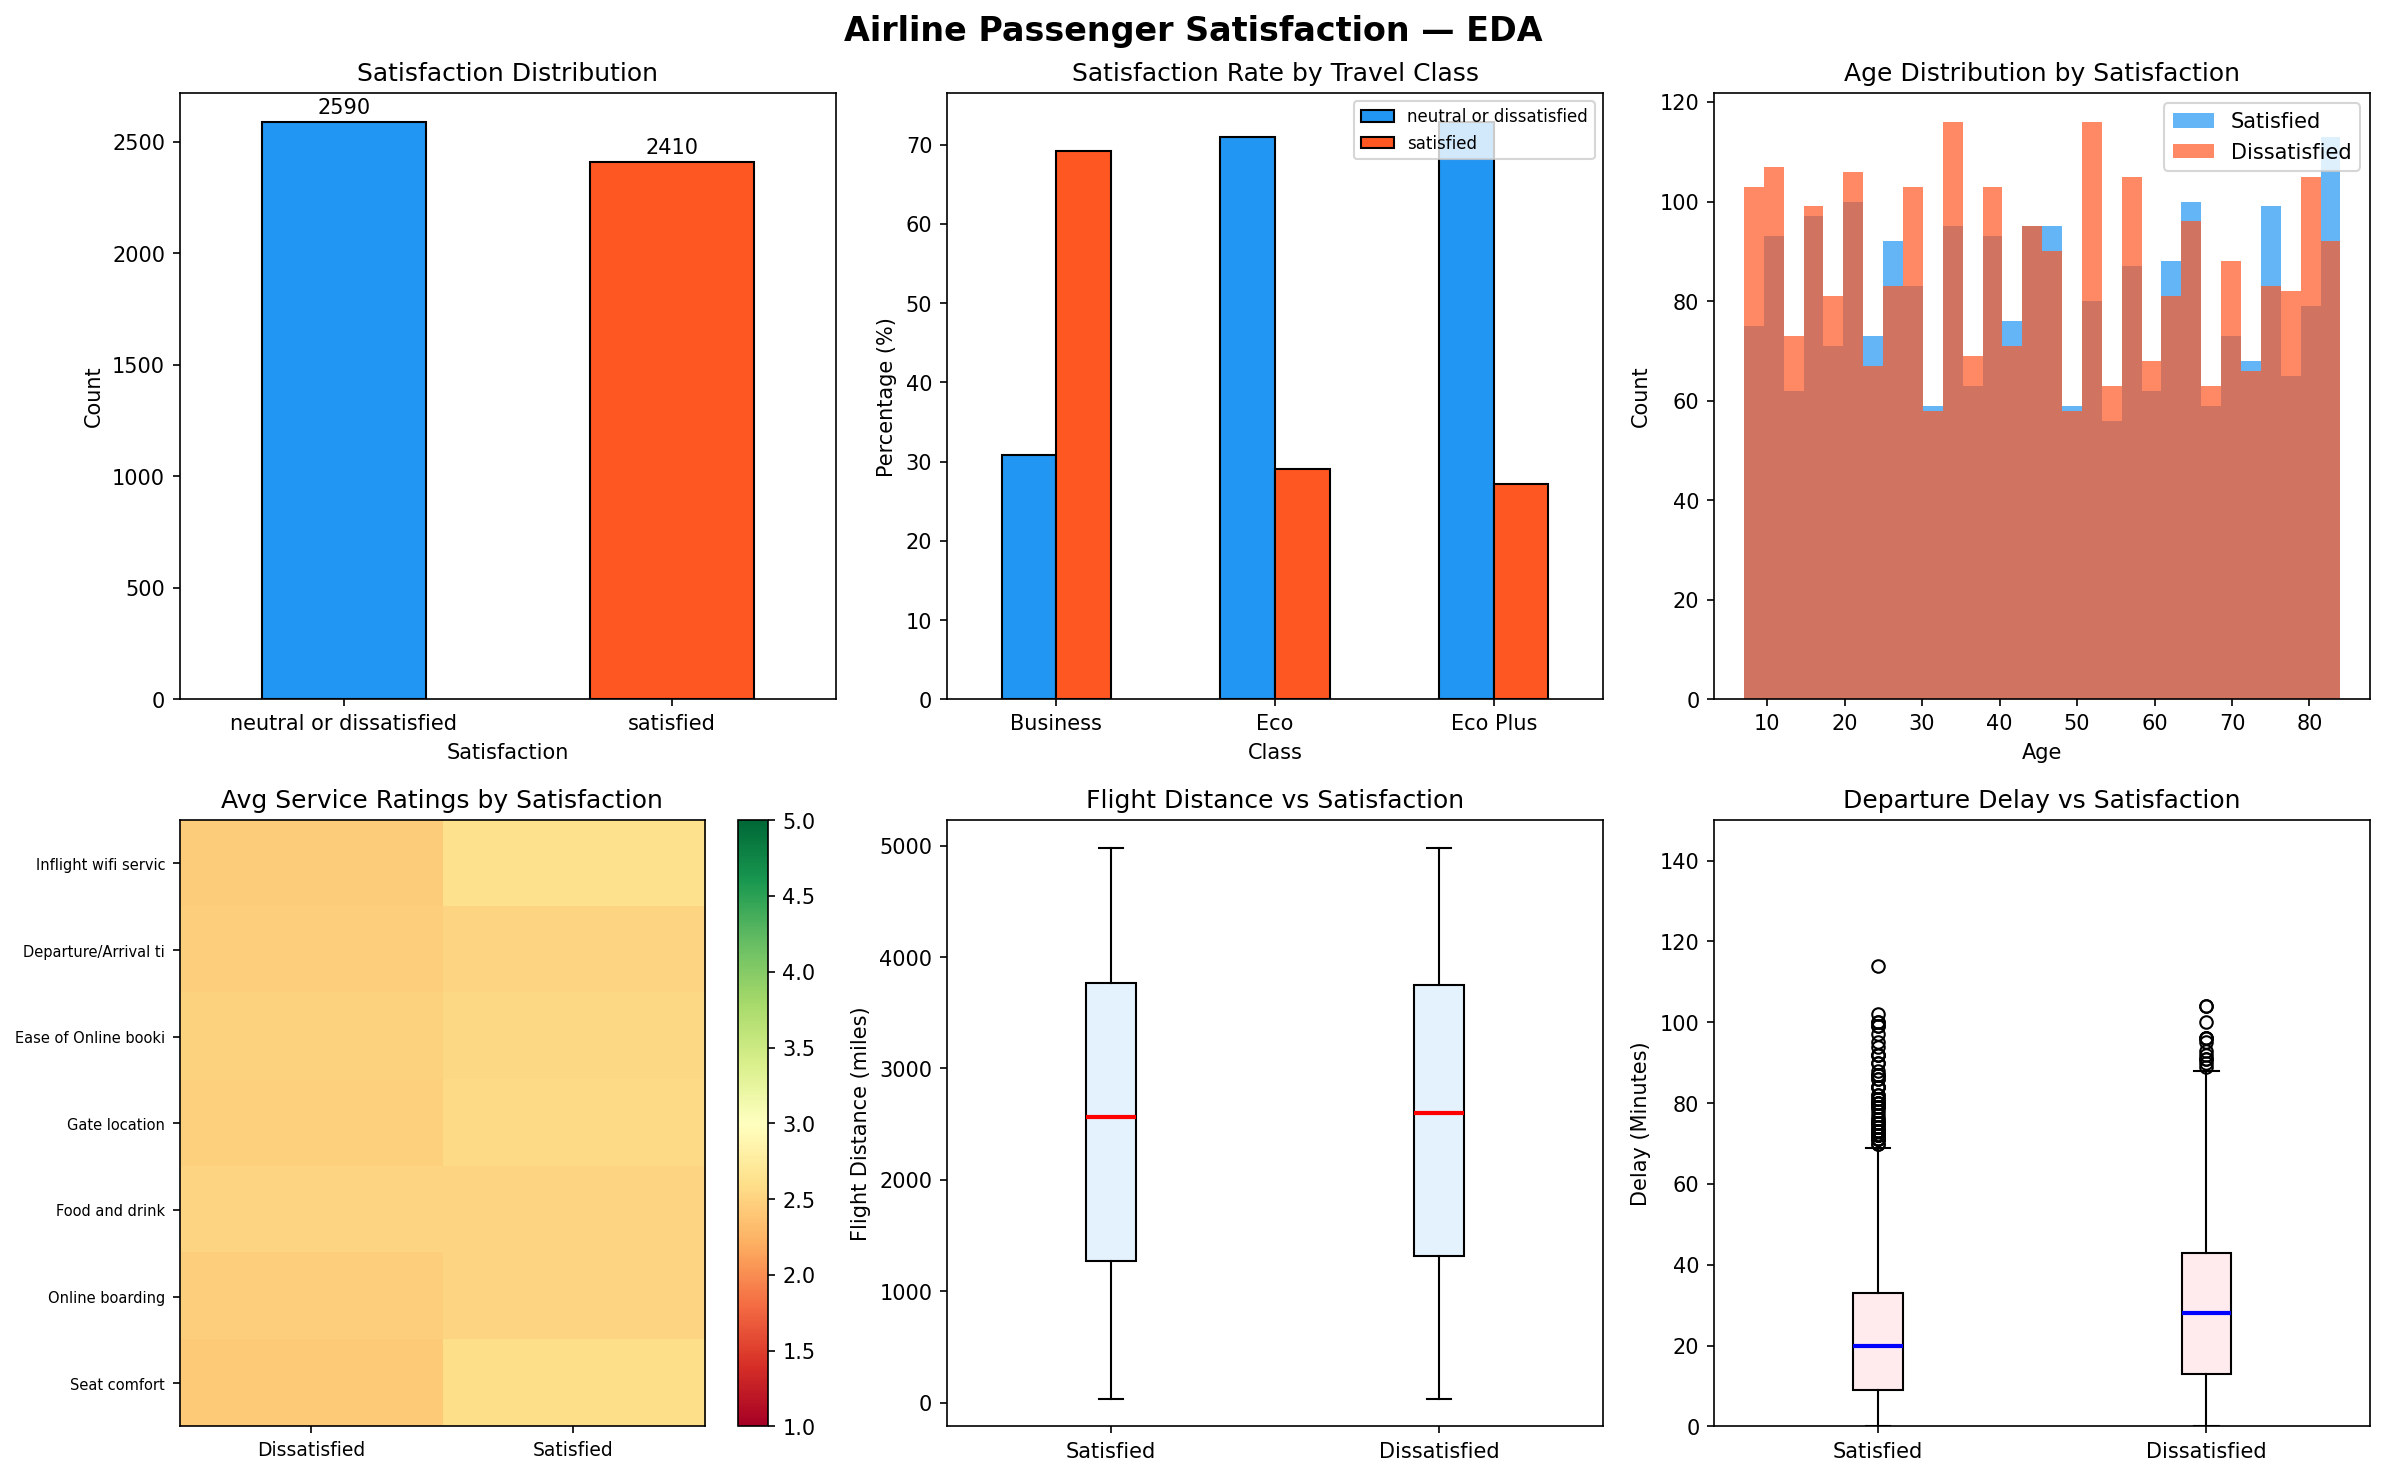 Airline Passenger Satisfaction — EDA
Satisfaction Distribution
2590
2410
2500
2000
1500
1000
500
0
Count
neutral or dissatisfied
satisfied
Satisfaction
Satisfaction Rate by Travel Class
neutral or dissatisfied
satisfied
70
60
50
40
30
20
10
0
Percentage (%)
Business
Eco
Eco Plus
Class
Age Distribution by Satisfaction
Satisfied
Dissatisfied
120
100
80
60
40
20
0
Count
10
20
30
40
50
60
70
80
Age
Avg Service Ratings by Satisfaction
Inflight wifi servic
Departure/Arrival ti
Ease of Online booki
Gate location
Food and drink
Online boarding
Seat comfort
Dissatisfied
Satisfied
5.0
4.5
4.0
3.5
3.0
2.5
2.0
1.5
1.0
Flight Distance vs Satisfaction
5000
4000
3000
2000
1000
0
Flight Distance (miles)
Satisfied
Dissatisfied
Departure Delay vs Satisfaction
140
120
100
80
60
40
20
0
Delay (Minutes)
Satisfied
Dissatisfied